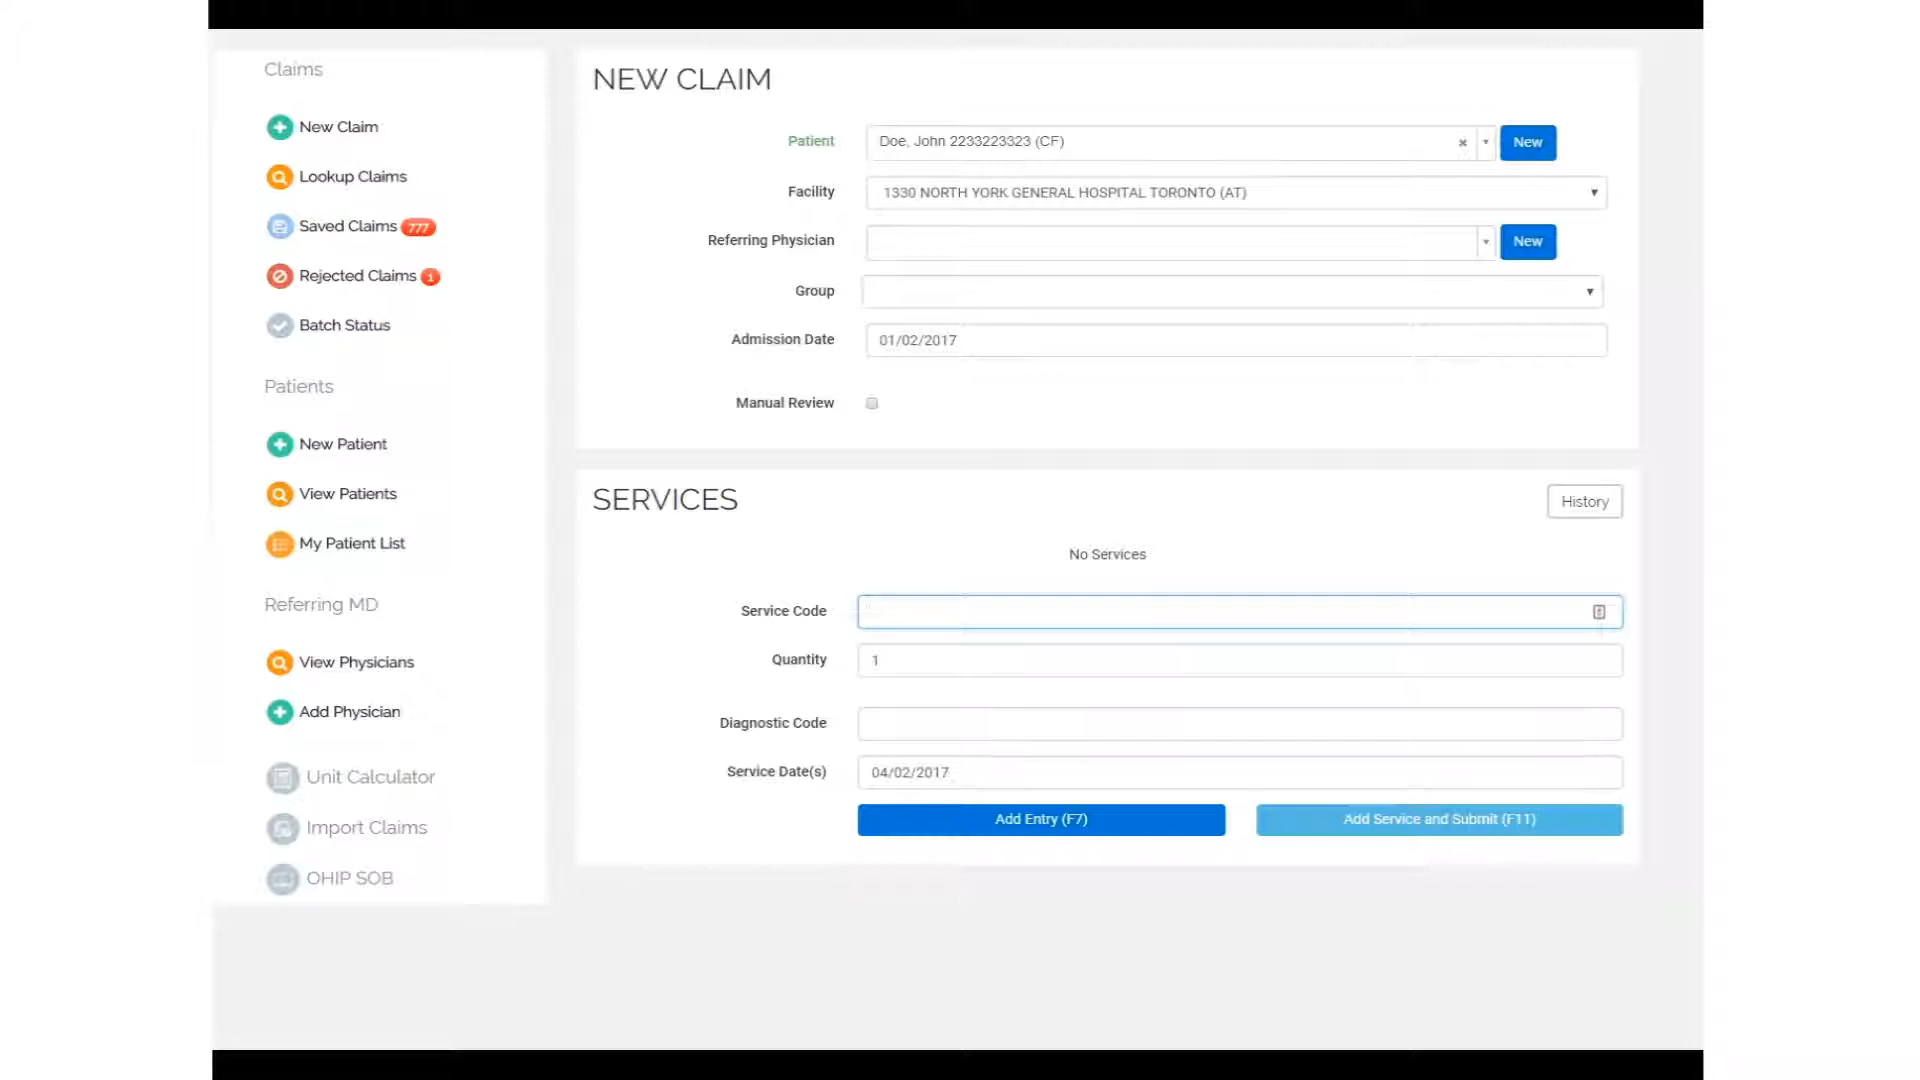 Claims
New Claim
Lookup Claims
Saved Claims 777
Rejected Claims 1
Batch Status
Patients
New Patient
View Patients
My Patient List
Referring MD
View Physicians
Add Physician
Unit Calculator
Import Claims
OHIP SOB
NEW CLAIM
Patient Doe, John 2233223323 (CF) × New
Facility 1330 NORTH YORK GENERAL HOSPITAL TORONTO (AT)
Referring Physician New
Group
Admission Date 01/02/2017
Manual Review
SERVICES History
No Services
Service Code
Quantity 1
Diagnostic Code
Service Date(s) 04/02/2017
Add Entry (F7) Add Service and Submit (F11)